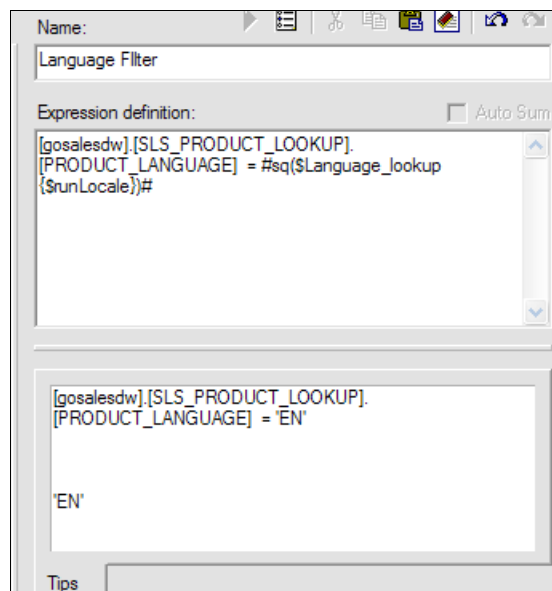 Name:
Language FIlter
Expression definition:
Auto Sum
[gosalesdw].[SLS_PRODUCT_LOOKUP].
[PRODUCT_LANGUAGE]  = #sq($Language_lookup
{$runLocale})#
[gosalesdw].[SLS_PRODUCT_LOOKUP].
[PRODUCT_LANGUAGE]  = 'EN'
'EN'
Tips